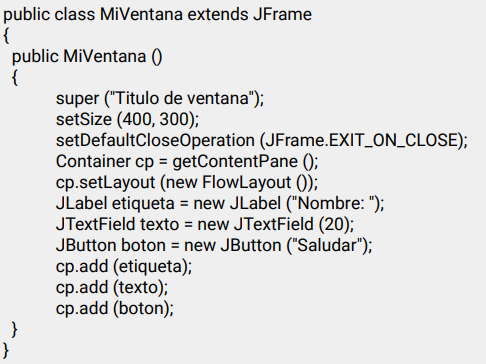 public class MiVentana extends JFrame
{
public MiVentana ()
{
super ("Titulo de ventana");
setSize (400, 300);
setDefaultCloseOperation (JFrame.EXIT_ON_CLOSE);
Container cp = getContentPane ();
cp.setLayout (new FlowLayout ());
JLabel etiqueta = new JLabel ("Nombre: ");
JTextField texto = new JTextField (20);
JButton boton = new JButton ("Saludar");
cp.add (etiqueta);
cp.add (texto);
cp.add (boton);
}
}